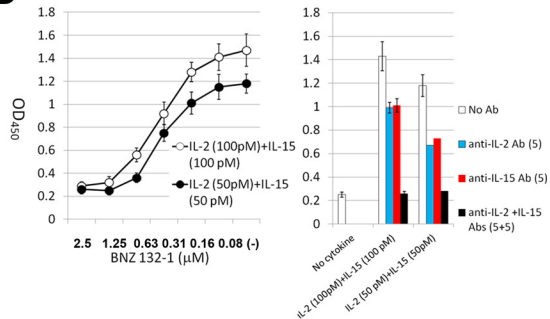 1.8
1.6
1.4
1.2
1
0.8
0.6
0.4
0.2
0
OD450
IL-2 (100pM)+IL-15
(100 pM)
IL-2 (50pM)+IL-15
(50 pM)
2.5 1.25 0.63 0.31 0.16 0.08 (-)
BNZ 132-1 (μM)
1.8
1.6
1.4
1.2
1
0.8
0.6
0.4
0.2
0
No cytokine
IL-2 (100pM)+IL-15 (100 pM)
IL-2 (50 pM)+IL-15 (50pM)
No Ab
anti-IL-2 Ab (5)
anti-IL-15 Ab (5)
anti-IL-2 +IL-15
Abs (5+5)